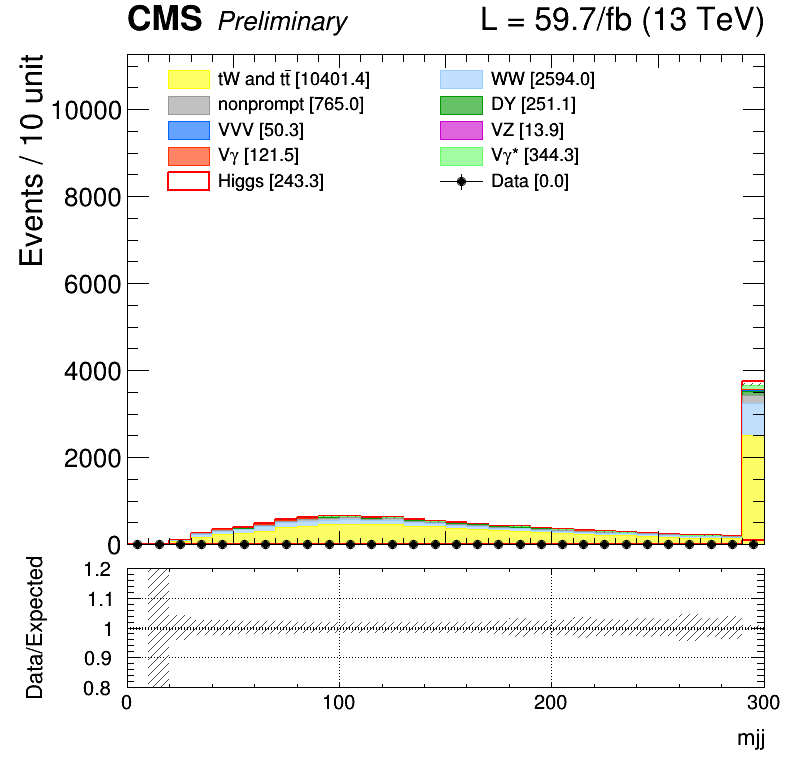 CMS Preliminary L = 59.7/fb (13 TeV)
Events / 10 unit
tW and tt̄ [10401.4] WW [2594.0]
nonprompt [765.0] DY [251.1]
VVV [50.3] VZ [13.9]
Vγ [121.5] Vγ* [344.3]
Higgs [243.3] Data [0.0]
10000
8000
6000
4000
2000
0
Data/Expected
1.2
1.1
1
0.9
0.8
0 100 200 300
mjj